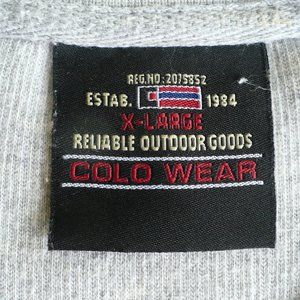 REG.NO: 2075852
ESTAB. 1984
X-LARGE
RELIABLE OUTDOOR GOODS
COLO WEAR